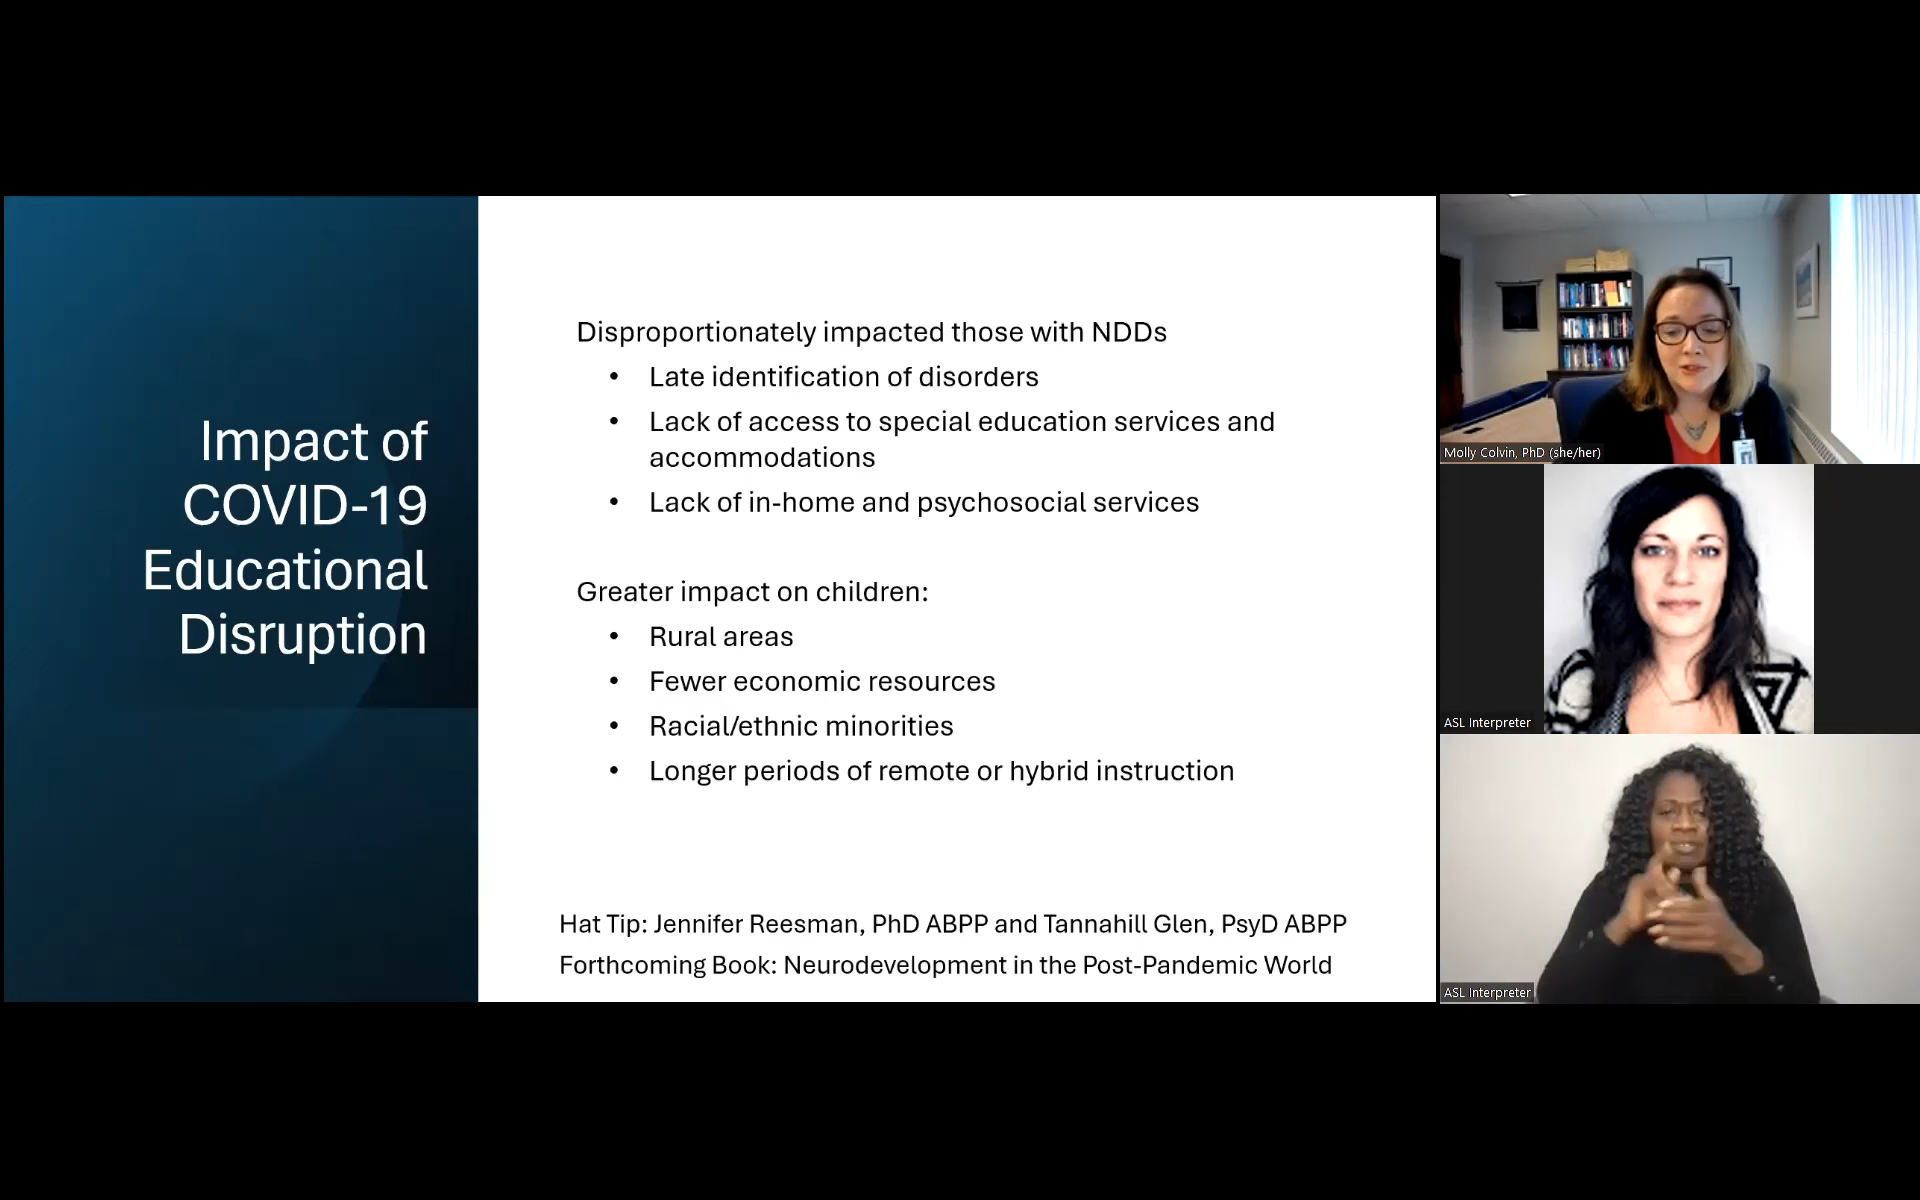 Impact of
COVID-19
Educational
Disruption
Disproportionately impacted those with NDDs
• Late identification of disorders
• Lack of access to special education services and
accommodations
• Lack of in-home and psychosocial services
Greater impact on children:
• Rural areas
• Fewer economic resources
• Racial/ethnic minorities
• Longer periods of remote or hybrid instruction
Hat Tip: Jennifer Reesman, PhD ABPP and Tannahill Glen, PsyD ABPP
Forthcoming Book: Neurodevelopment in the Post-Pandemic World
Molly Colvin, PhD (she/her)
ASL Interpreter
ASL Interpreter